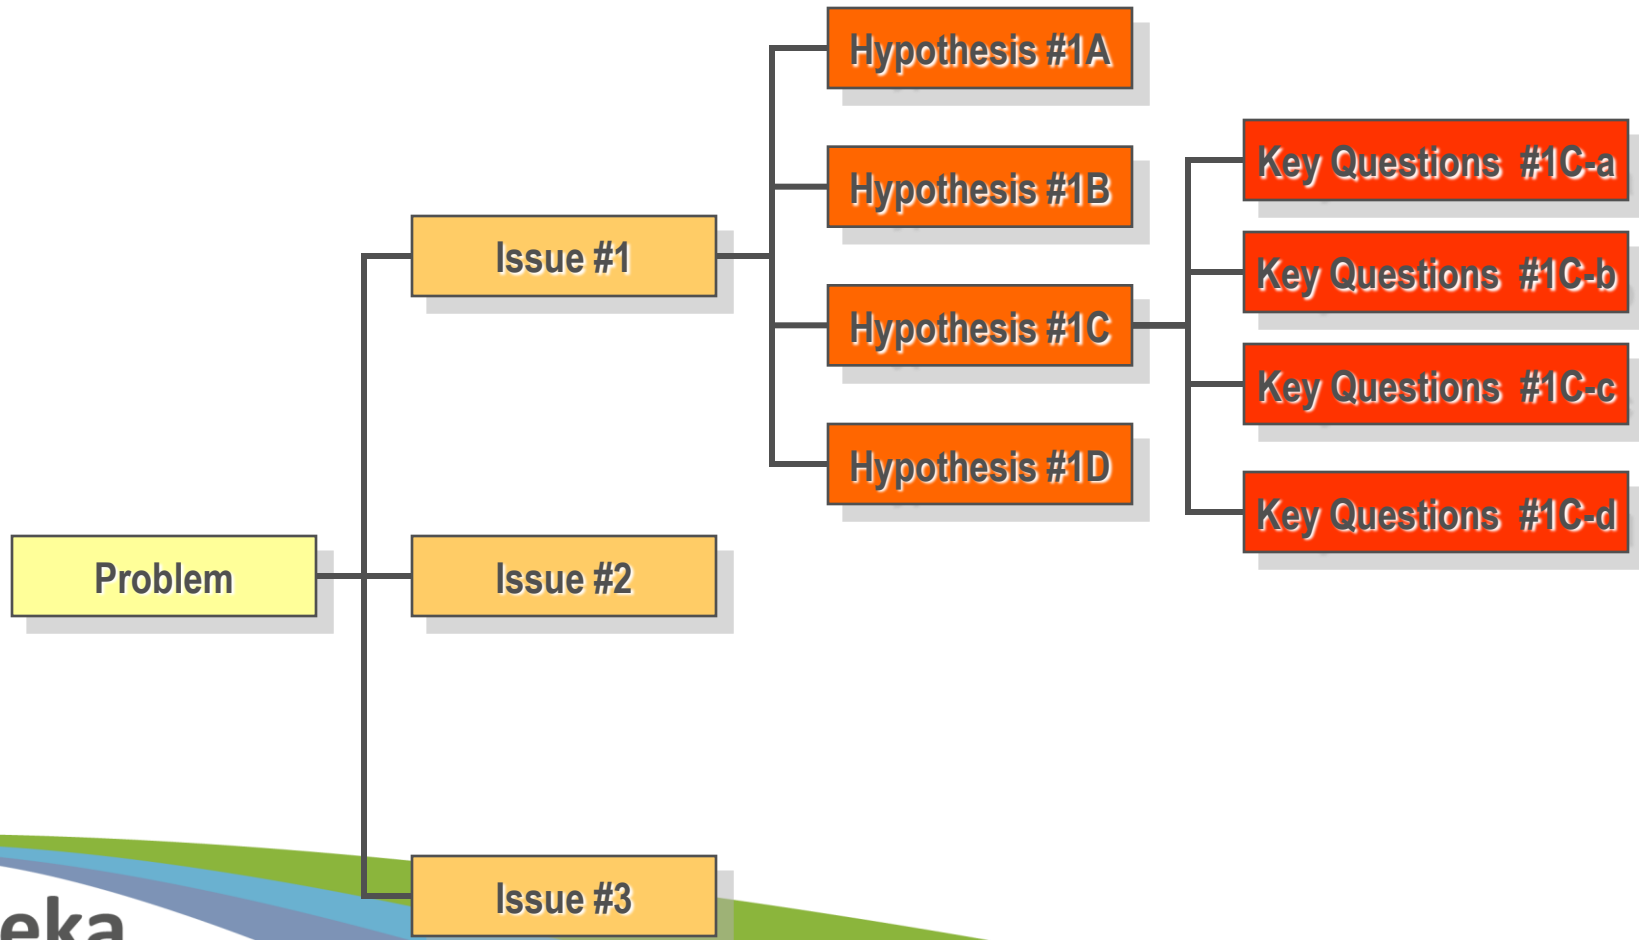 Hypothesis #1A
Key Questions  #1C-a
Hypothesis #1B
Issue #1
Key Questions  #1C-b
Hypothesis #1C
Key Questions  #1C-c
Hypothesis #1D
Key Questions  #1C-d
Problem
Issue #2
Issue #3
eka